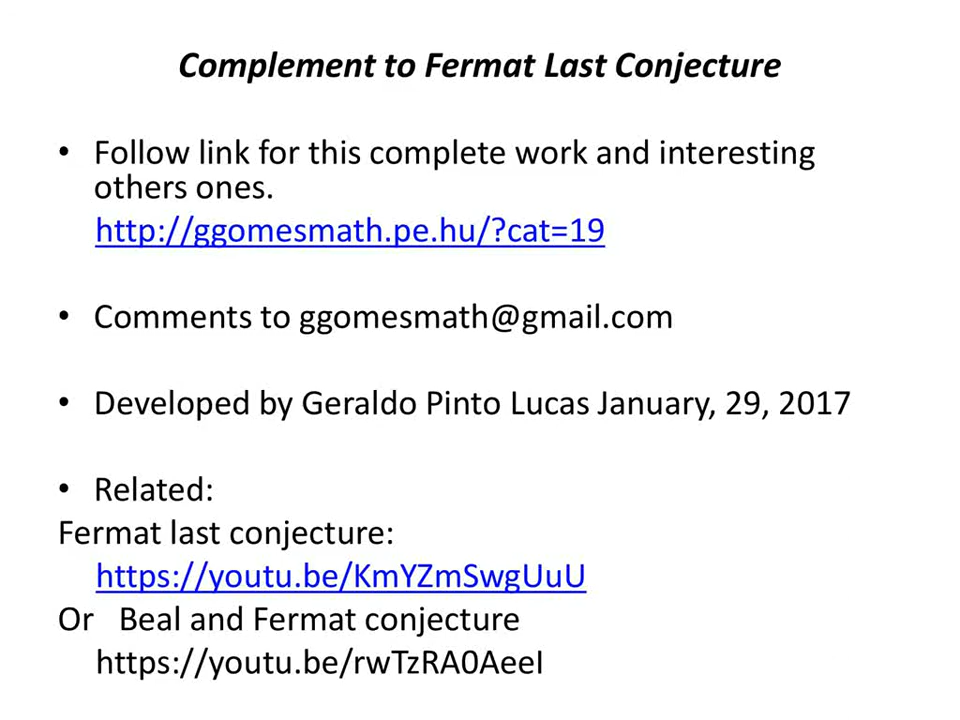 Complement to Fermat Last Conjecture
• Follow link for this complete work and interesting
others ones.
http://ggomesmath.pe.hu/?cat=19
• Comments to ggomesmath@gmail.com
• Developed by Geraldo Pinto Lucas January, 29, 2017
• Related:
Fermat last conjecture:
https://youtu.be/KmYZmSwgUuU
Or Beal and Fermat conjecture
https://youtu.be/rwTzRA0AeeI